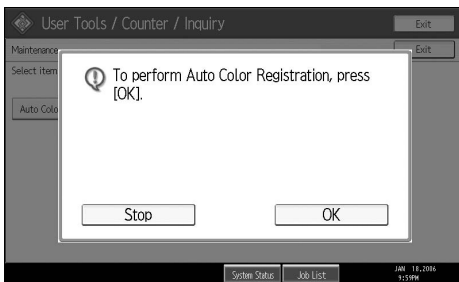 User Tools / Counter / Inquiry
Exit
Maintenance
Exit
Select item
To perform Auto Color Registration, press
[OK].
Auto Colo
Stop
OK
System Status
Job List
JAN 18,2006
9:59PM